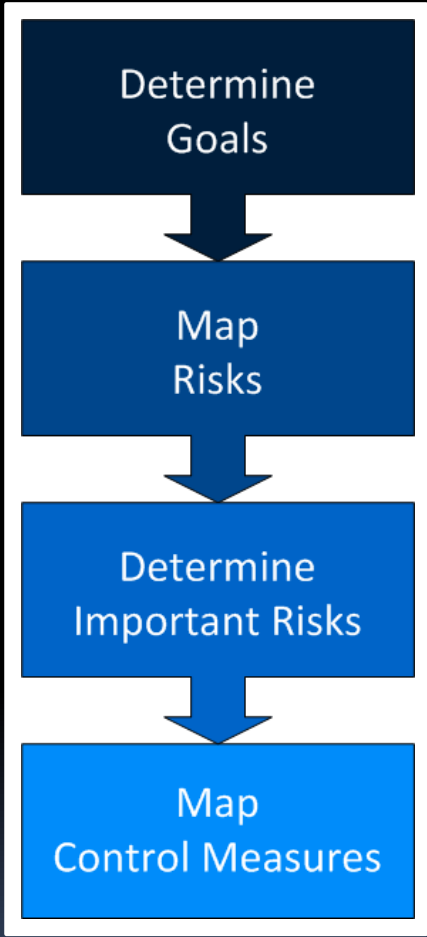 Determine
Goals
Map
Risks
Determine
Important Risks
Map
Control Measures